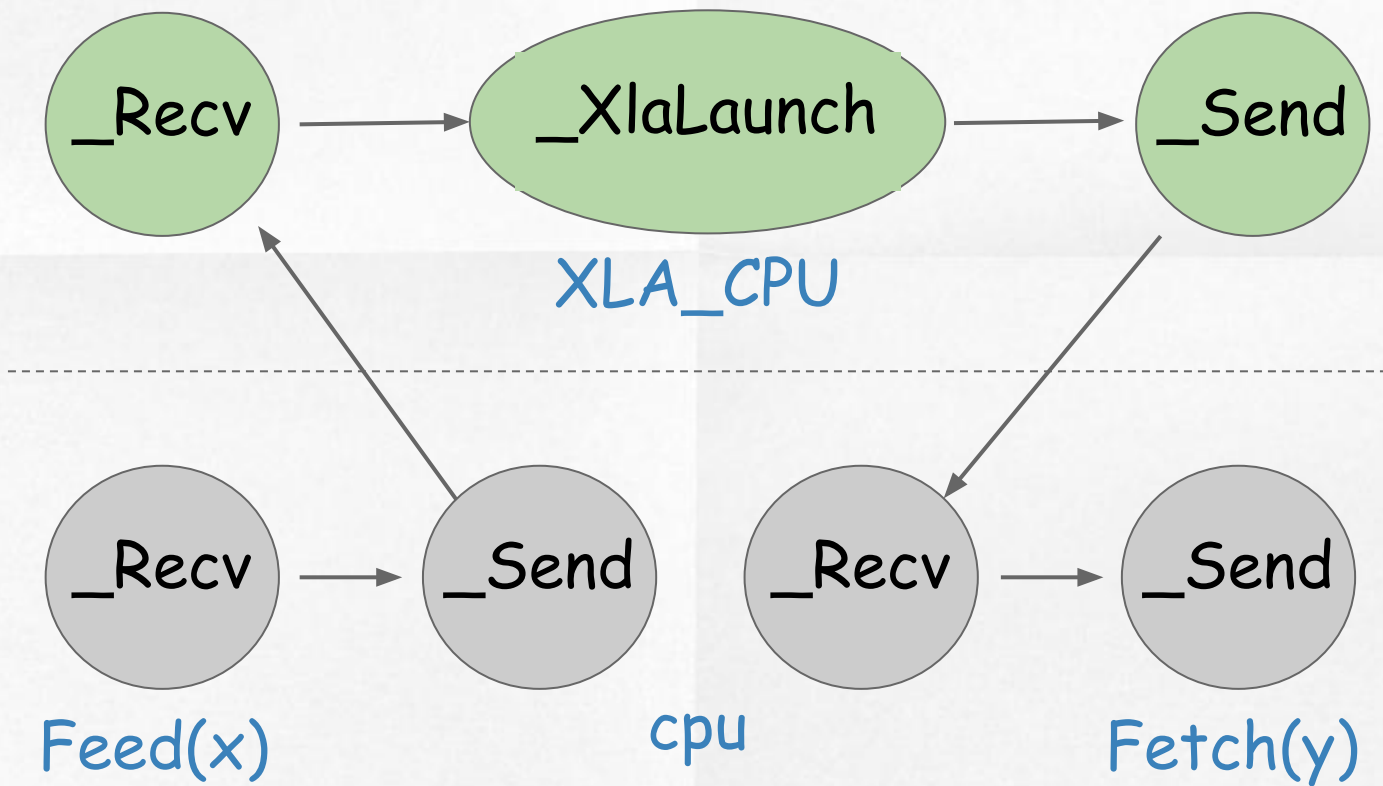 _Recv
_XlaLaunch
_Send
XLA_CPU
_Recv
_Send
_Recv
_Send
Feed(x)
cpu
Fetch(y)